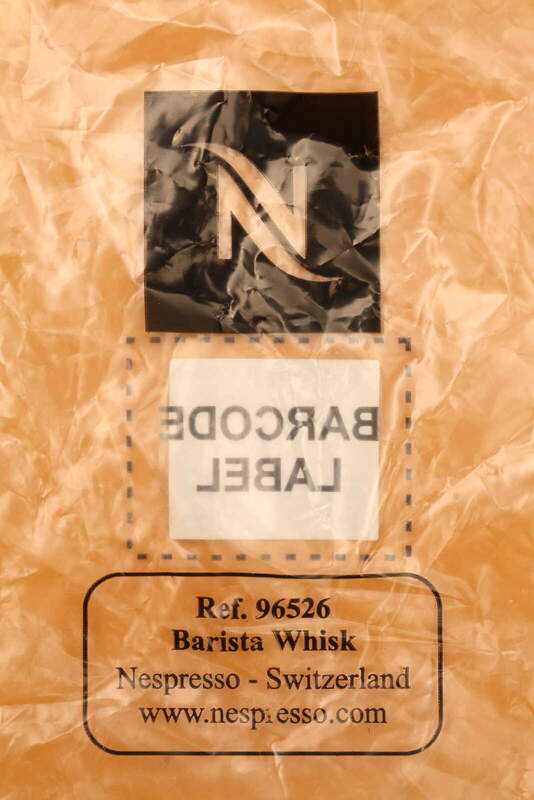 N
BARCODE
LABEL
Ref. 96526
Barista Whisk
Nespresso - Switzerland
www.nespresso.com